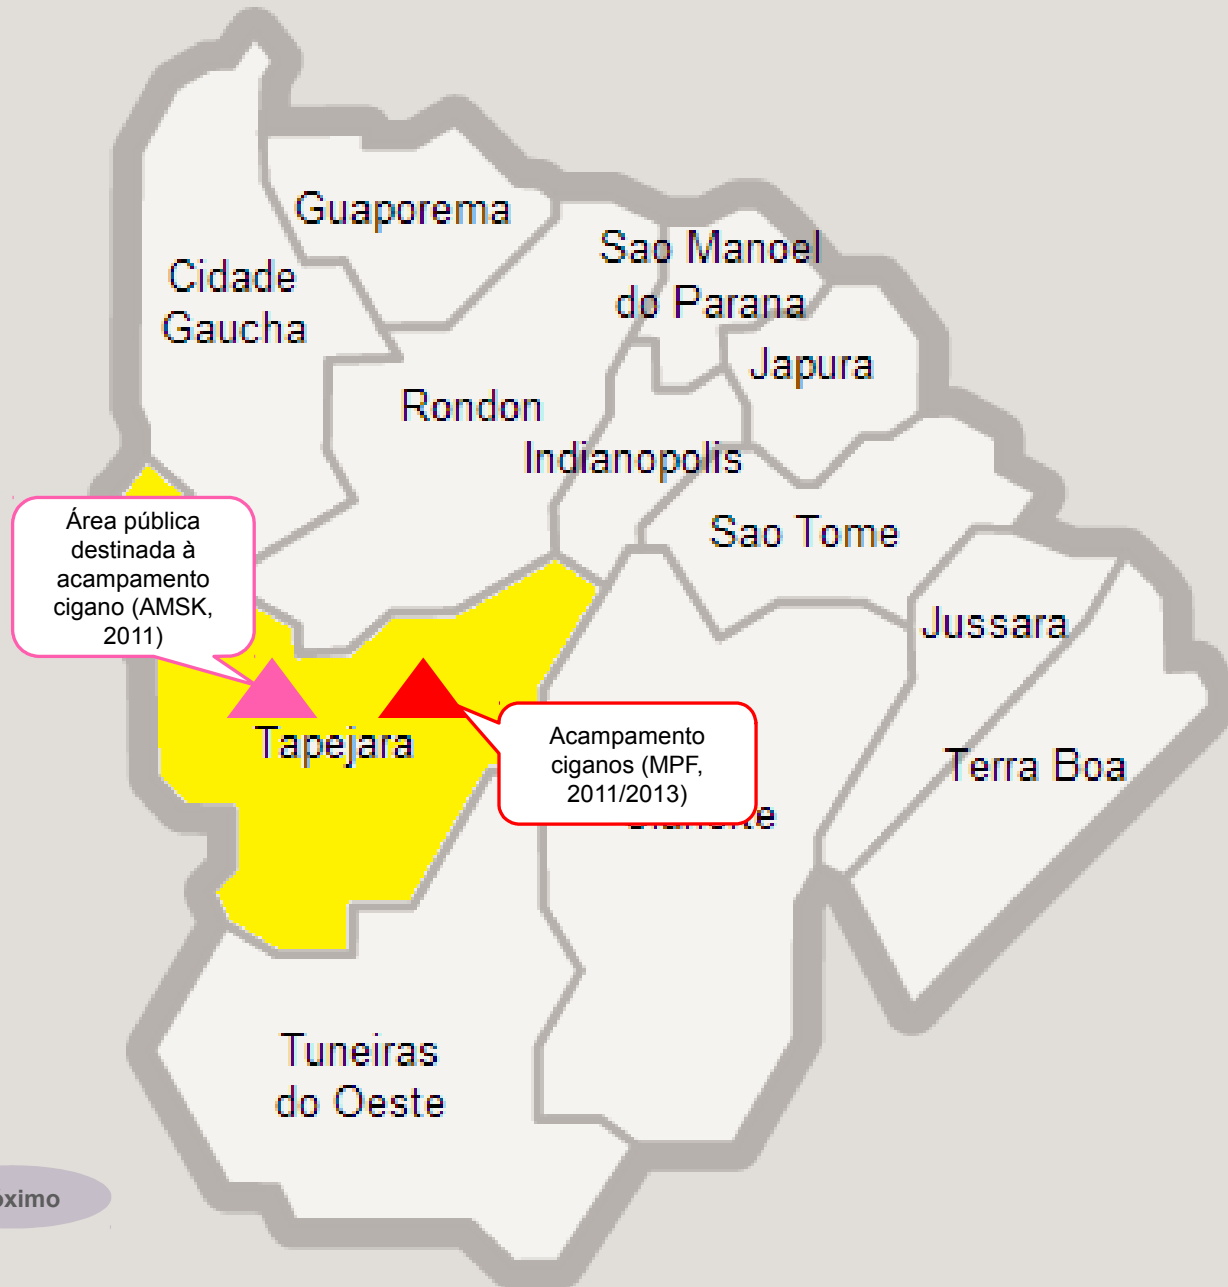 Guaporema
Sao Manoel
do Parana
Cidade
Gaucha
Japura
Rondon
Indianopolis
Sao Tome
Área pública
destinada à
acampamento
cigano (AMSK,
2011)
Jussara
Tapejara
Acampamento
ciganos (MPF,
2011/2013)
Terra Boa
Tuneiras
do Oeste
oximo